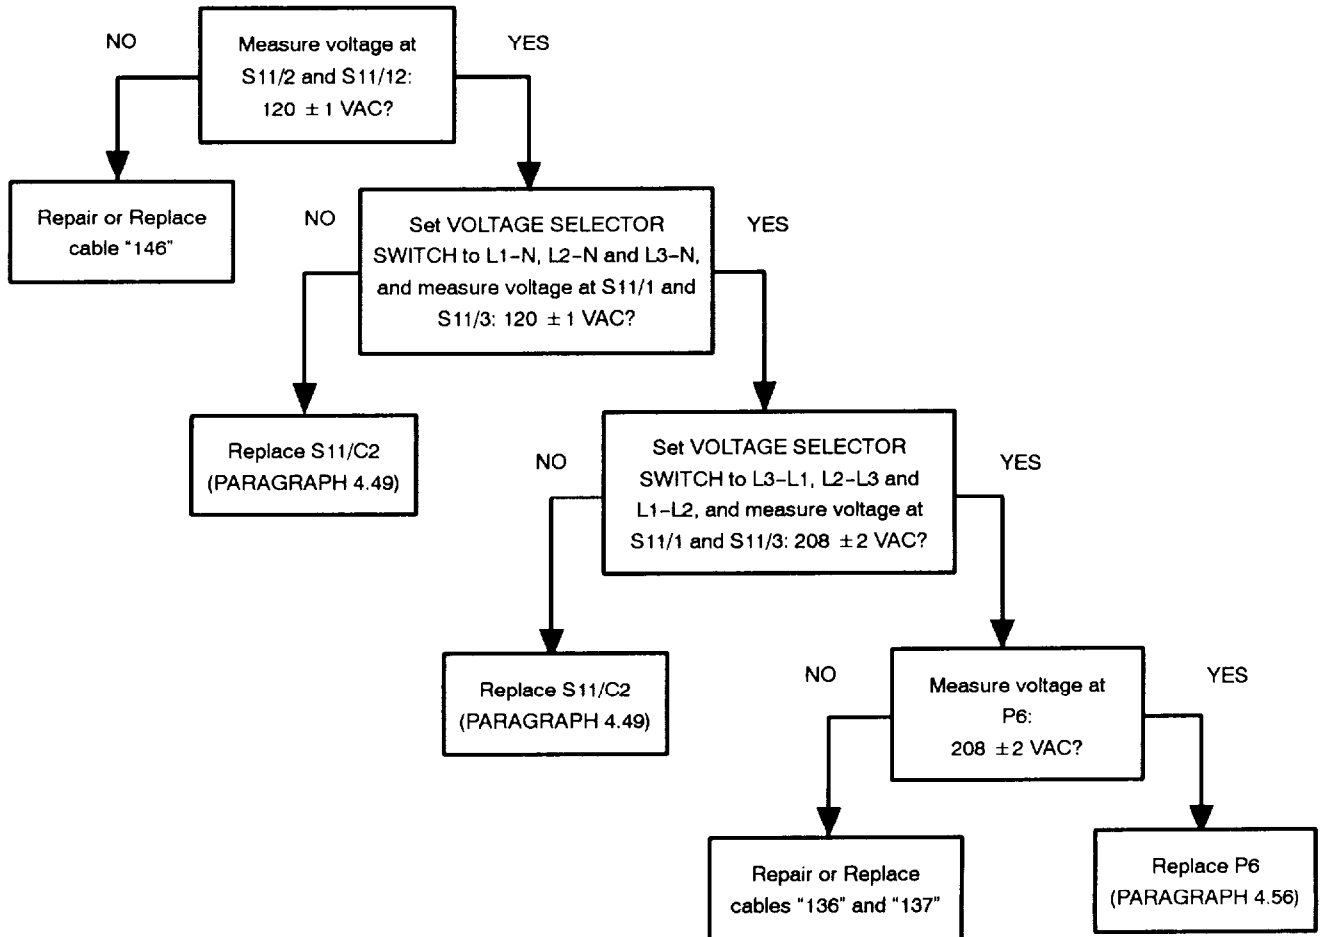 NO
Measure voltage at
S11/2 and S11/12:
120 ±1 VAC?
YES
Repair or Replace
cable "146"
NO
Set VOLTAGE SELECTOR
SWITCH to L1-N, L2-N and L3-N,
and measure voltage at S11/1 and
S11/3: 120 ±1 VAC?
YES
Replace S11/C2
(PARAGRAPH 4.49)
NO
Set VOLTAGE SELECTOR
SWITCH to L3-L1, L2-L3 and
L1-L2, and measure voltage at
S11/1 and S11/3: 208 ±2 VAC?
YES
Replace S11/C2
(PARAGRAPH 4.49)
NO
Measure voltage at
P6:
208 ±2 VAC?
YES
Repair or Replace
cables "136" and "137"
Replace P6
(PARAGRAPH 4.56)